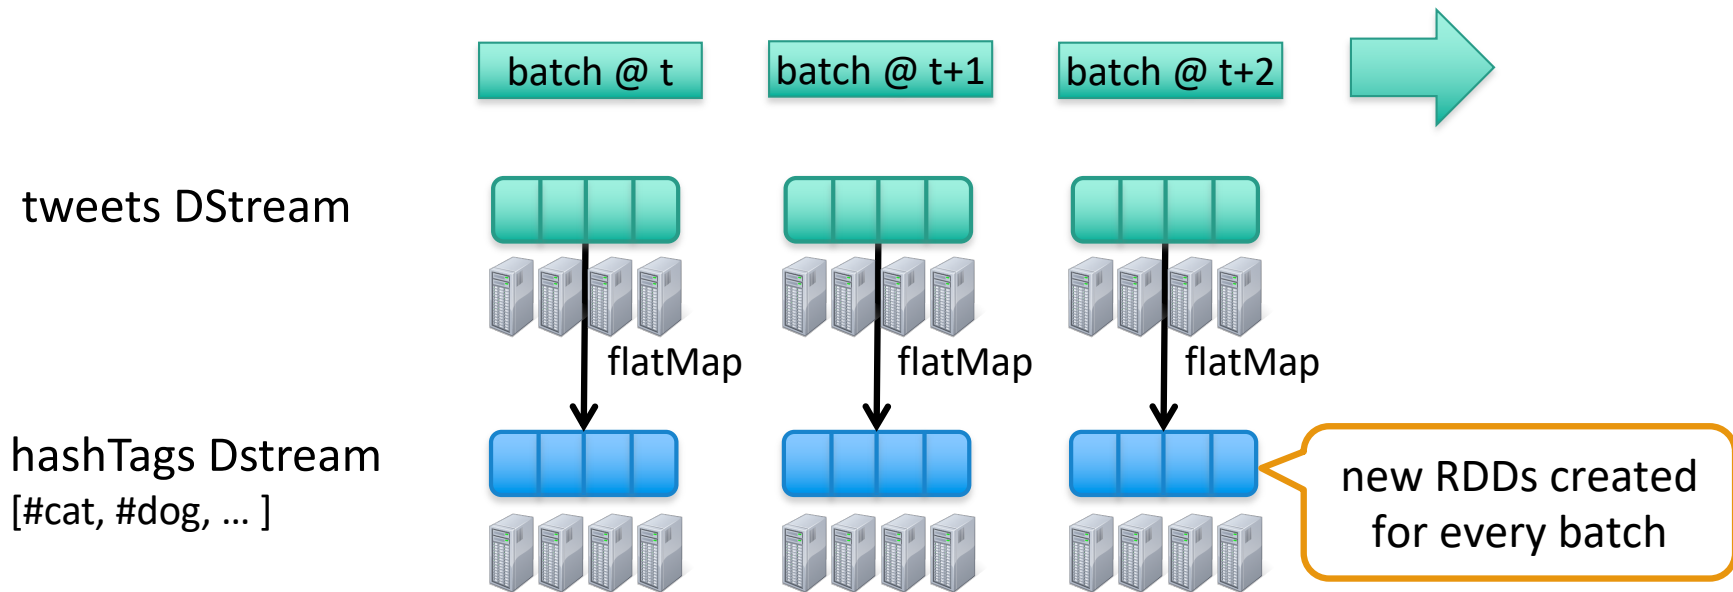 batch @ t
batch @ t+1
batch @ t+2
tweets DStream
flatMap
flatMap
flatMap
hashTags Dstream
[#cat, #dog, … ]
new RDDs created
for every batch